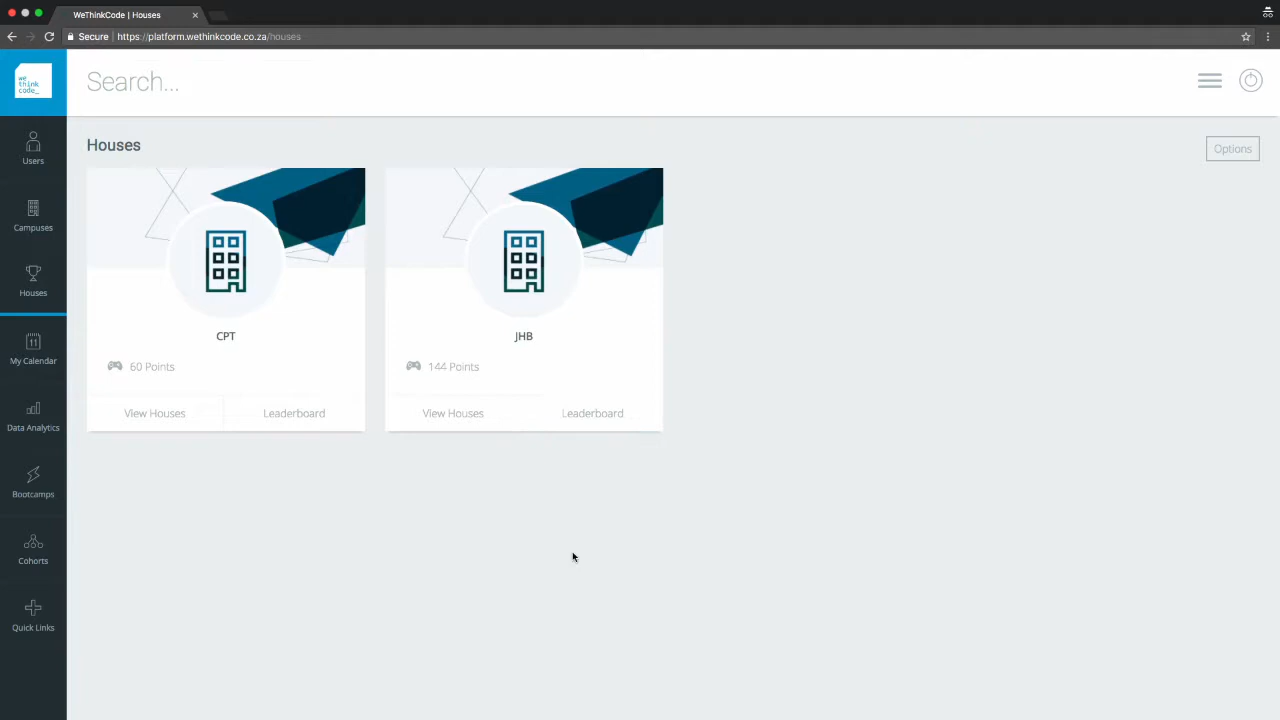 WeThinkCode | Houses
Secure https://platform.wethinkcode.co.za/houses
we
think
code_
Search...
Users
Campuses
Houses
11
My Calendar
Data Analytics
Bootcamps
Cohorts
Quick Links
Houses
Options
CPT
60 Points
View Houses Leaderboard
JHB
144 Points
View Houses Leaderboard